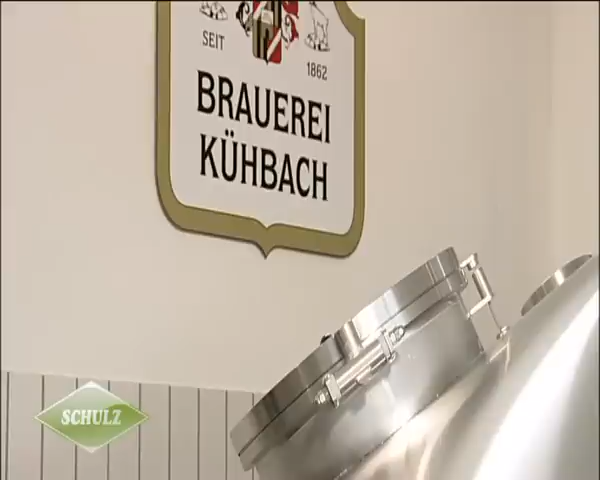 SEIT
1862
BRAUEREI
KÜHBACH
SCHULZ